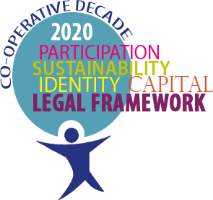 CO-OPERATIVE DECADE
2020
PARTICIPATION
SUSTAINABILITY
IDENTITY CAPITAL
LEGAL FRAMEWORK